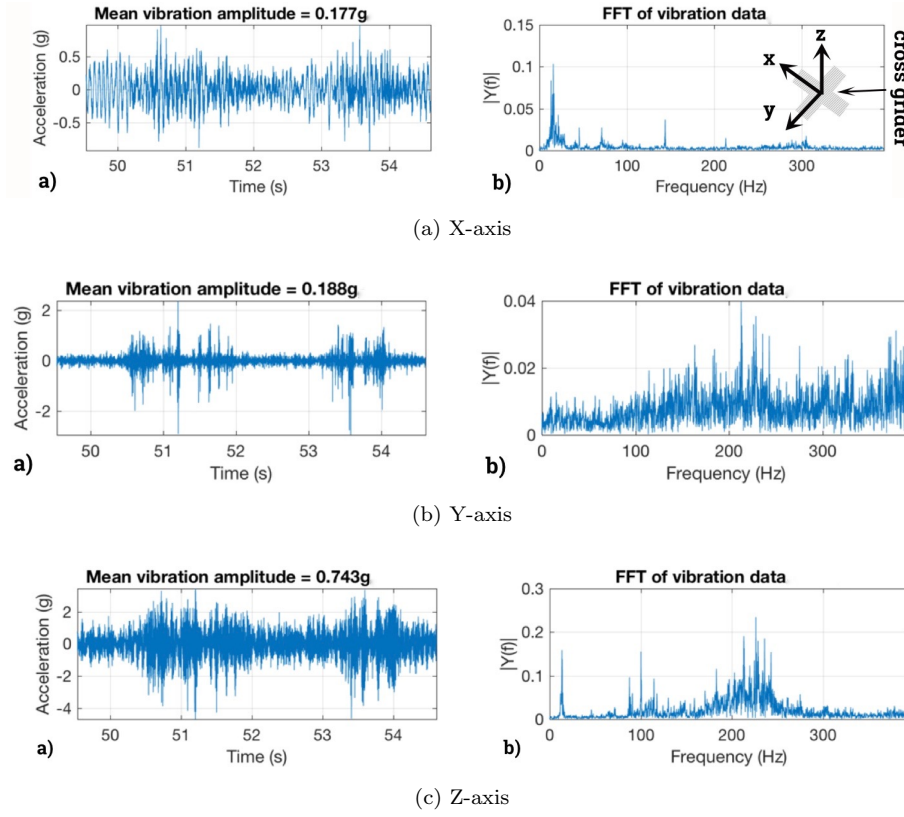 Mean vibration amplitude = 0.177g
Acceleration (g)
0.5
0
-0.5
50
51
52
53
54
Time (s)
a)
FFT of vibration data
|Y(f)|
0.15
0.1
0.05
0
0
100
200
300
Frequency (Hz)
b)
z
x
y
cross grider
(a) X-axis
Mean vibration amplitude = 0.188g
Acceleration (g)
2
0
-2
50
51
52
53
54
Time (s)
a)
FFT of vibration data
|Y(f)|
0.04
0.02
0
0
100
200
300
Frequency (Hz)
b)
(b) Y-axis
Mean vibration amplitude = 0.743g
Acceleration (g)
2
0
-2
-4
50
51
52
53
54
Time (s)
a)
FFT of vibration data
|Y(f)|
0.3
0.2
0.1
0
0
100
200
300
Frequency (Hz)
b)
(c) Z-axis